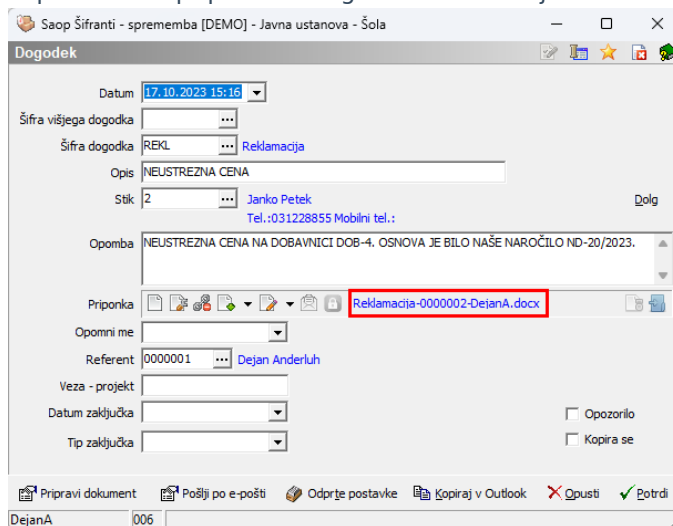 Saop Šifranti - sprememba [DEMO] - Javna ustanova - Šola
Dogodek
Datum 17.10.2023 15:16
Šifra višjega dogodka
Šifra dogodka REKL Reklamacija
Opis NEUSTREZNA CENA
Stik 2 Janko Petek Dolg
Tel.:031228855 Mobilni tel.:
Opomba NEUSTREZNA CENA NA DOBAVNICI DOB-4. OSNOVA JE BILO NAŠE NAROČILO ND-20/2023.
Priponka Reklamacija-0000002-DejanA.docx
Opomni me
Referent 0000001 Dejan Anderluh
Veza - projekt
Datum zaključka Opozorilo
Tip zaključka Kopira se
Pripravi dokument Pošlji po e-pošti Odprte postavke Kopiraj v Outlook Opusti Potrdi
DejanA 006